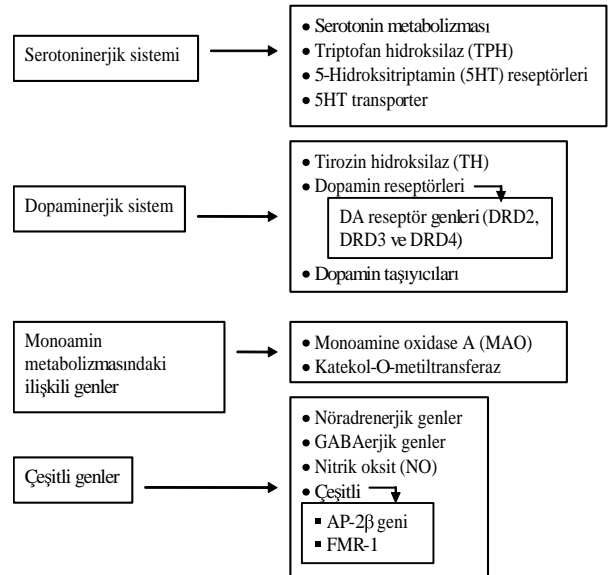 Serotoninerjik sistemi
• Serotonin metabolizması
• Triptofan hidroksilaz (TPH)
• 5-Hidroksitriptamin (5HT) reseptörleri
• 5HT transporter
Dopaminerjik sistem
• Tirozin hidroksilaz (TH)
• Dopamin reseptörleri
DA reseptör genleri (DRD2,
DRD3 ve DRD4)
• Dopamin taşıyıcıları
Monoamin
metabolizmasındaki
ilişkili genler
• Monoamine oxidase A (MAO)
• Katekol-O-metiltransferaz
Çeşitli genler
• Nöradrenerjik genler
• GABAerjik genler
• Nitrik oksit (NO)
• Çeşitli
▪ AP-2β geni
▪ FMR-1